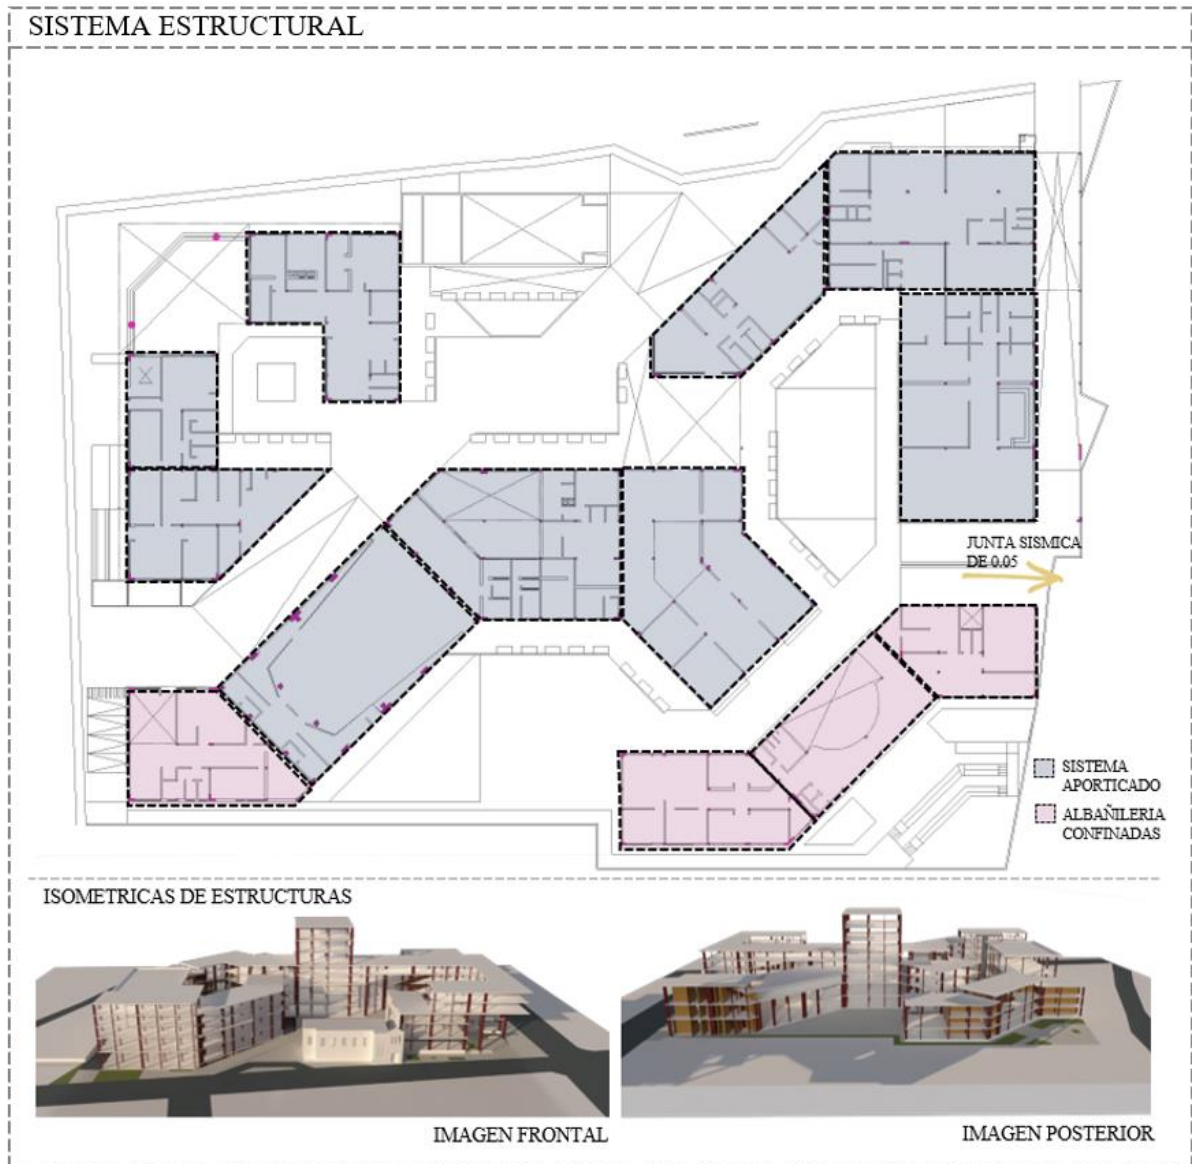 SISTEMA ESTRUCTURAL
JUNTA SISMICA
DE 0.05
SISTEMA
APORTICADO
ALBAÑILERIA
CONFINADAS
ISOMETRICAS DE ESTRUCTURAS
IMAGEN FRONTAL
IMAGEN POSTERIOR